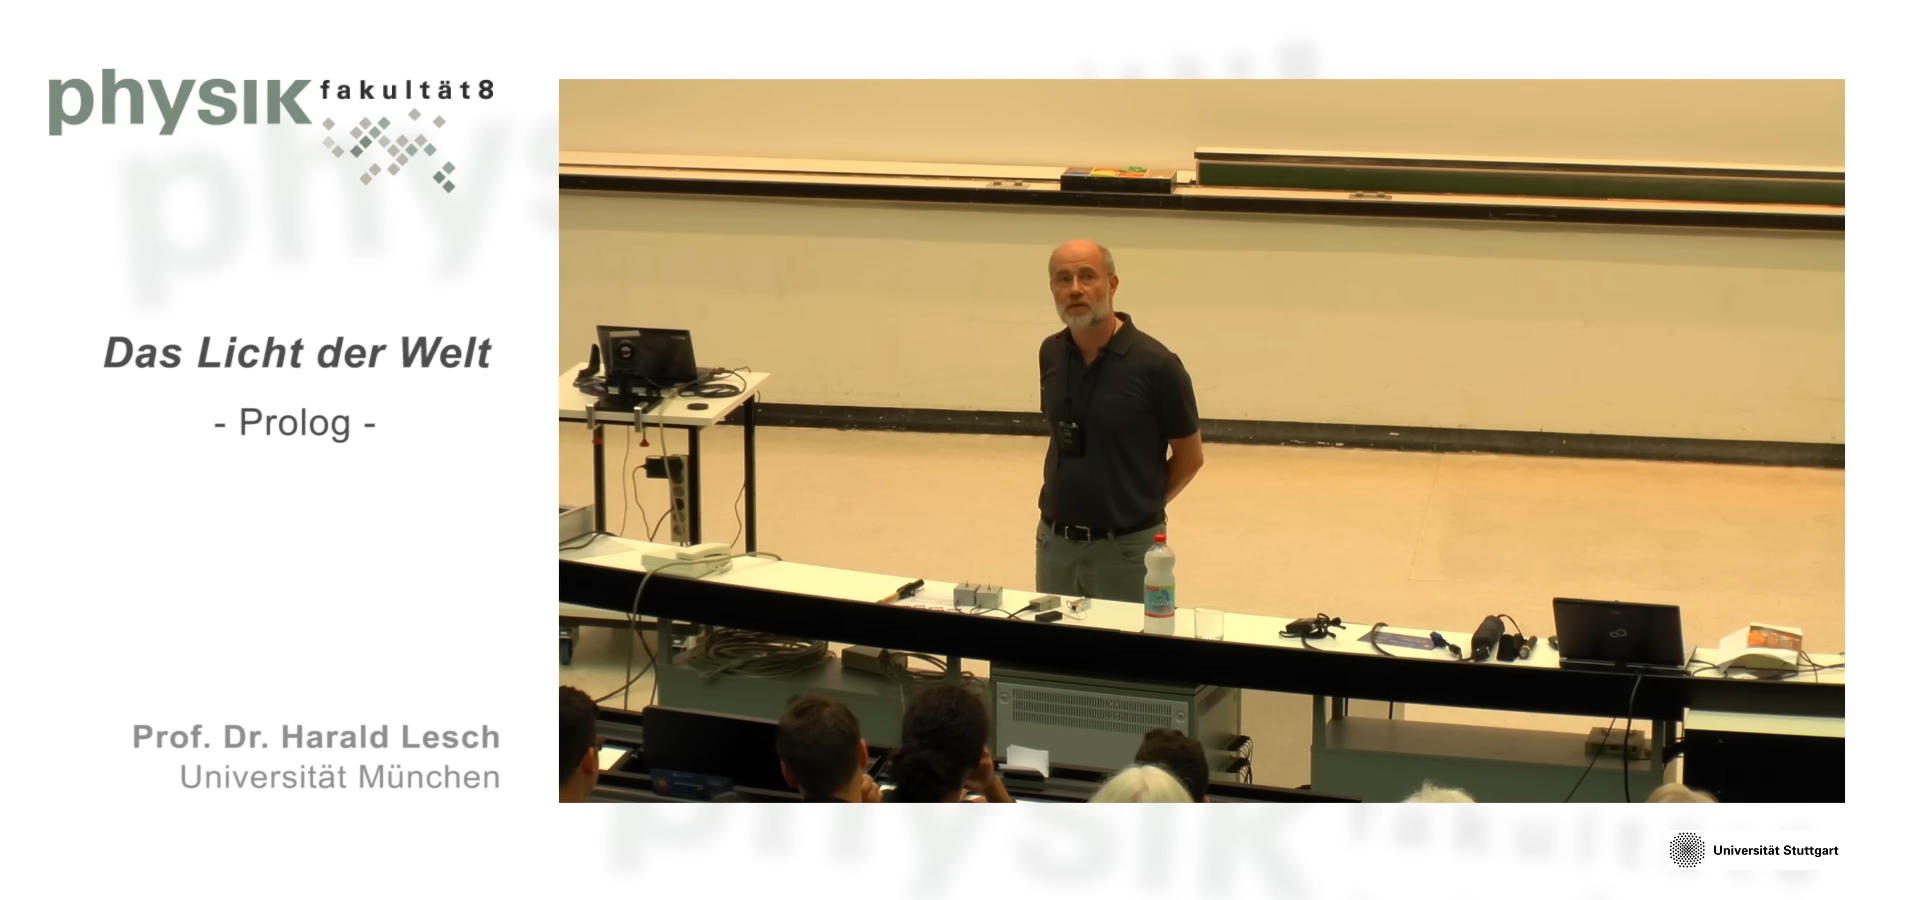 physik fakultät8
Das Licht der Welt
- Prolog -
Prof. Dr. Harald Lesch
Universität München
Universität Stuttgart